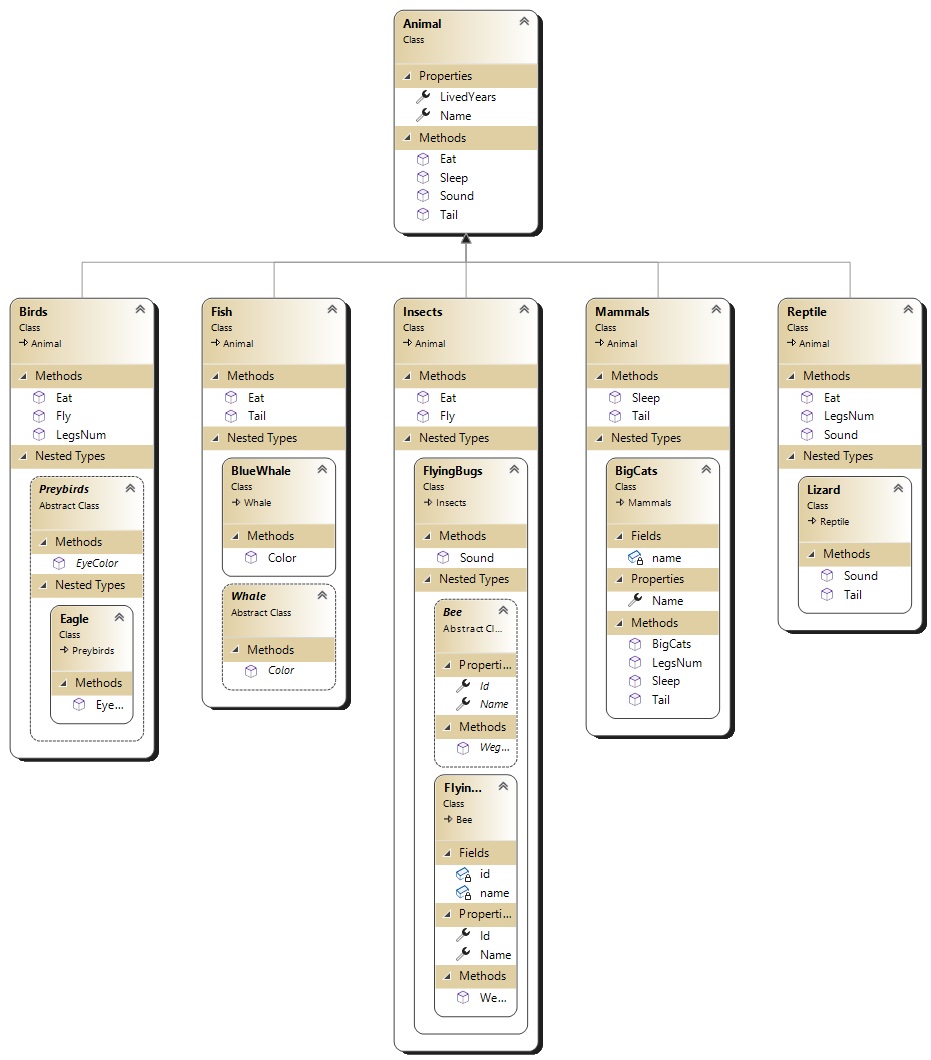 Animal
Class
Properties
LivedYears
Name
Methods
Eat
Sleep
Sound
Tail
Birds
Class
Animal
Methods
Eat
Fly
LegsNum
Nested Types
Preybirds
Abstract Class
Methods
EyeColor
Nested Types
Eagle
Class
Preybirds
Methods
Eye...
Fish
Class
Animal
Methods
Eat
Tail
Nested Types
BlueWhale
Class
Whale
Methods
Color
Whale
Abstract Class
Methods
Color
Insects
Class
Animal
Methods
Eat
Fly
Nested Types
FlyingBugs
Class
Insects
Methods
Sound
Nested Types
Bee
Abstract Cl...
Properti...
Id
Name
Methods
Weg...
Flyin...
Class
Bee
Fields
id
name
Properti...
Id
Name
Methods
We...
Mammals
Class
Animal
Methods
Sleep
Tail
Nested Types
BigCats
Class
Mammals
Fields
name
Properties
Name
Methods
BigCats
LegsNum
Sleep
Tail
Reptile
Class
Animal
Methods
Eat
LegsNum
Sound
Nested Types
Lizard
Class
Reptile
Methods
Sound
Tail